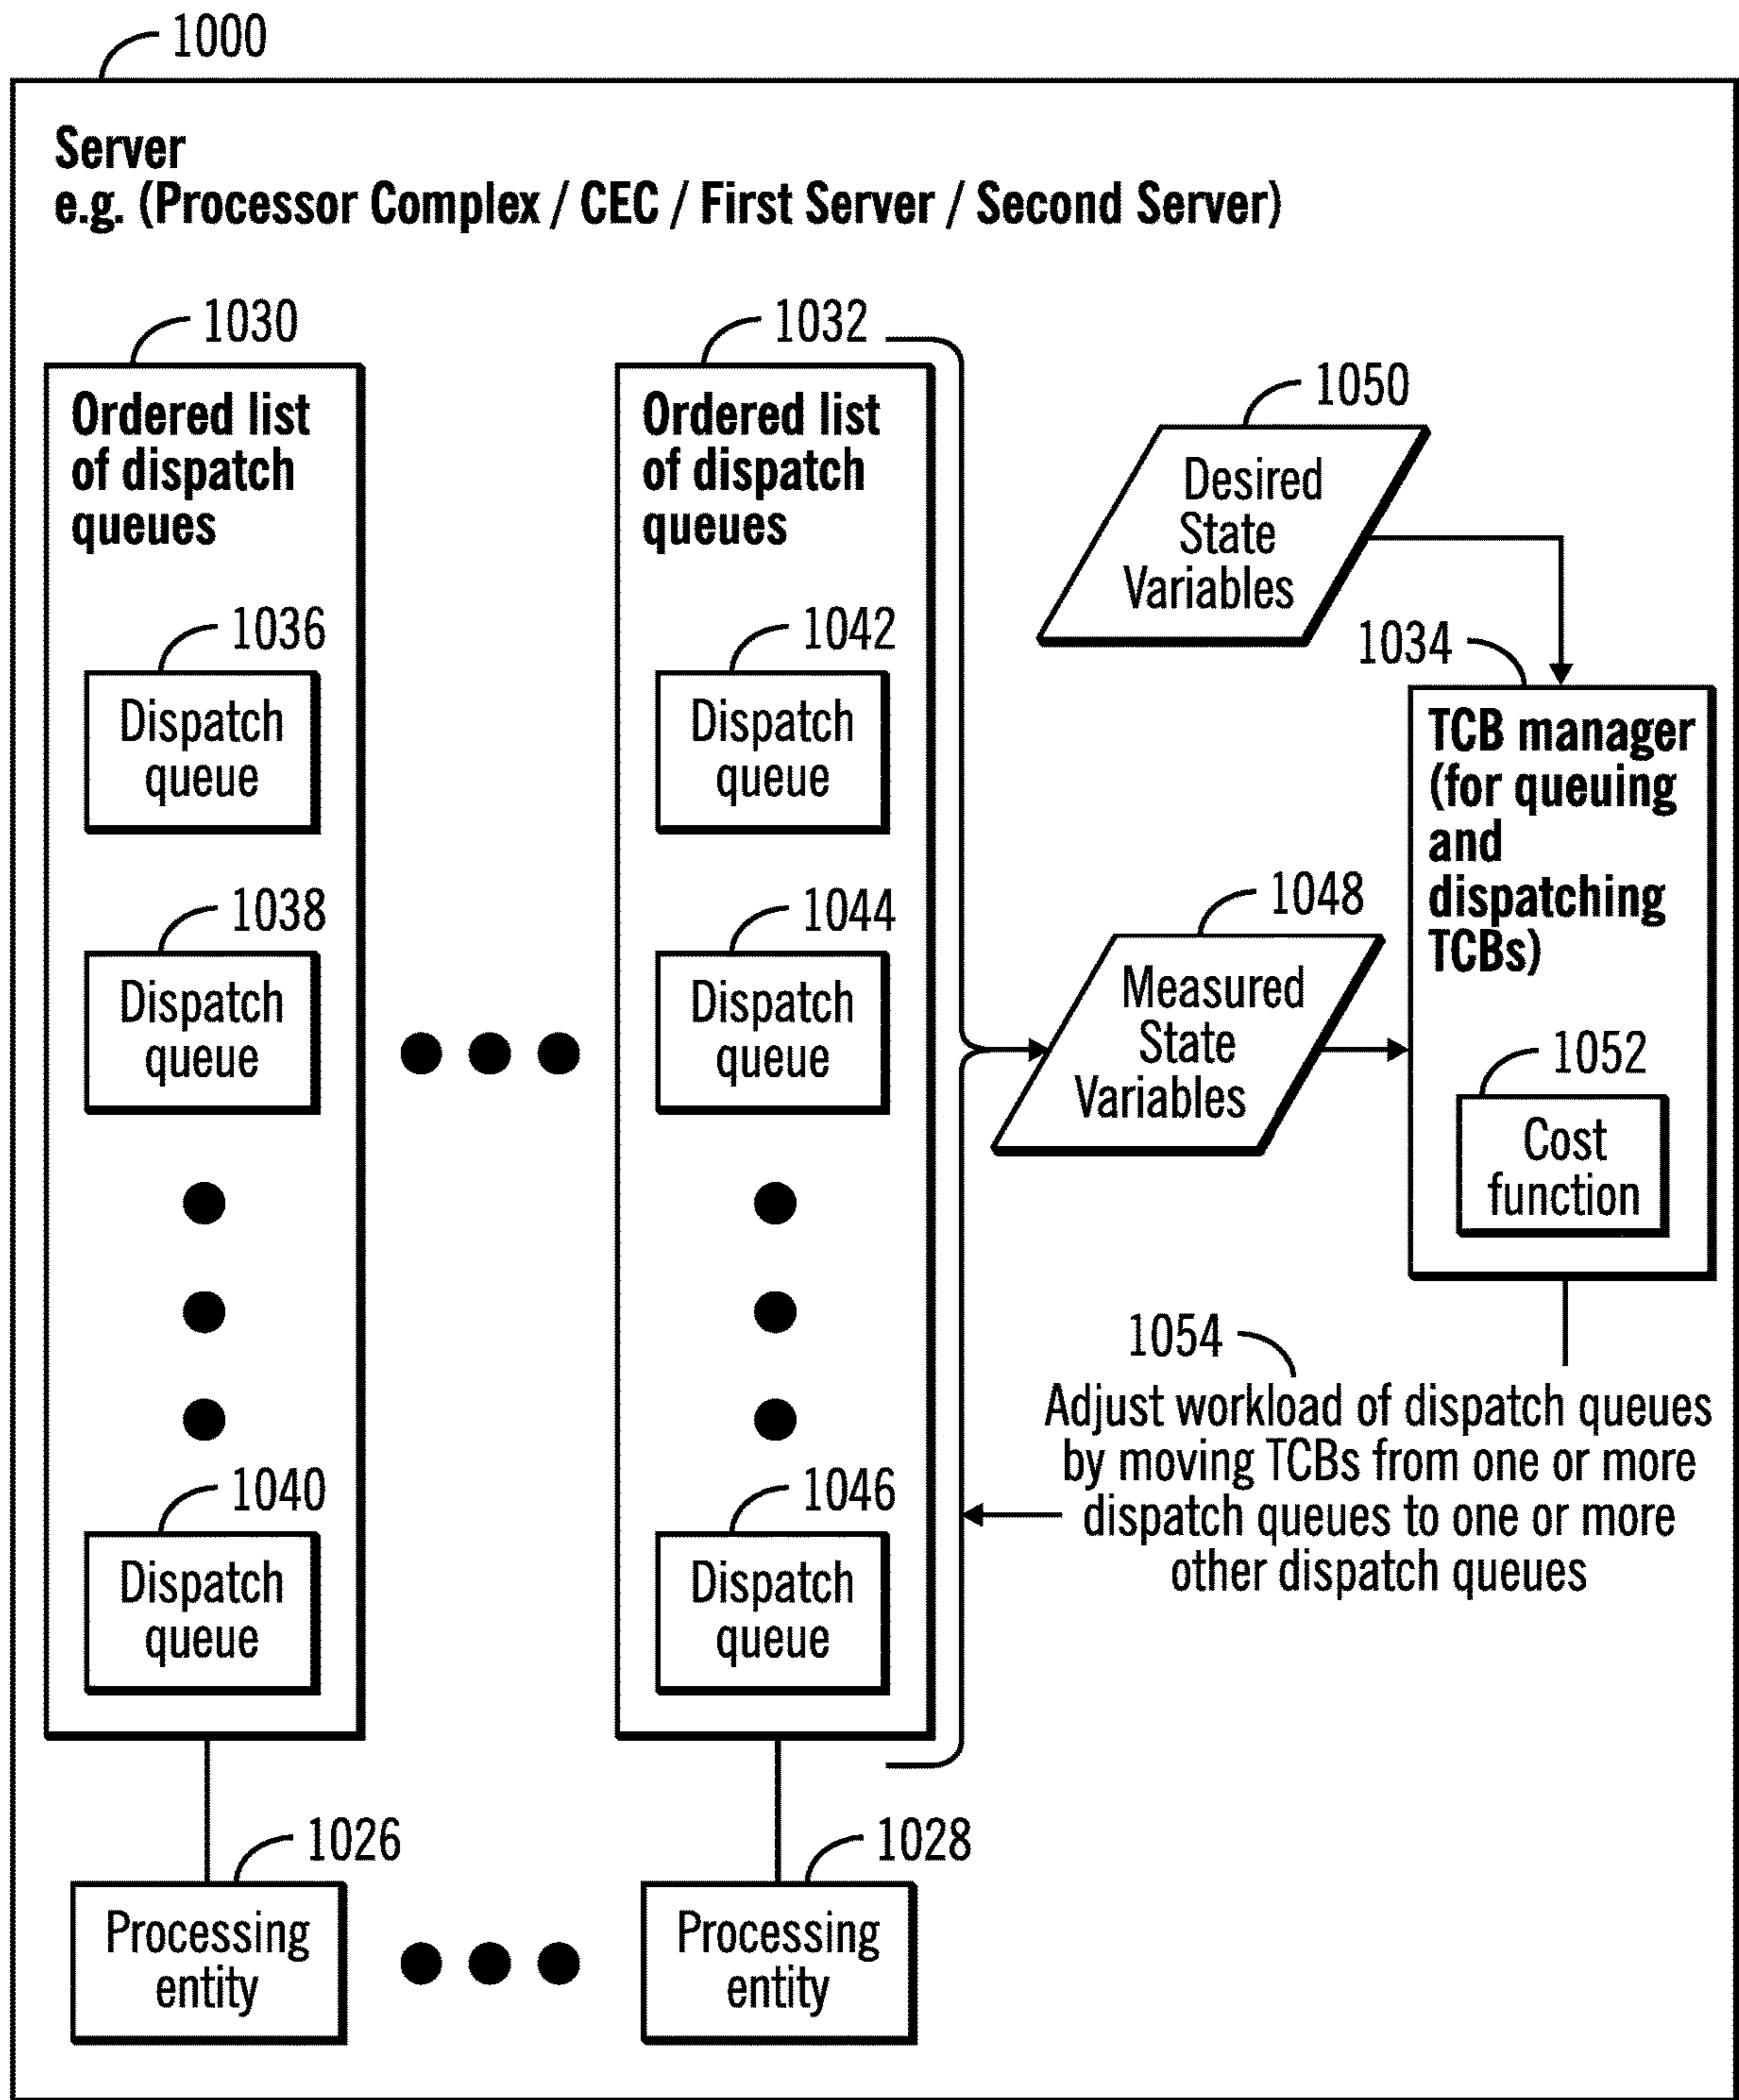 1000
Server
e.g. (Processor Complex / CEC / First Server / Second Server)
1030
Ordered list
of dispatch
queues
1036
Dispatch
queue
1038
Dispatch
queue
1040
Dispatch
queue
1032
Ordered list
of dispatch
queues
1042
Dispatch
queue
1044
Dispatch
queue
1046
Dispatch
queue
1050
Desired
State
Variables
1034
TCB manager
(for queuing
and
dispatching
TCBs)
1048
Measured
State
Variables
1052
Cost
function
1054
Adjust workload of dispatch queues
by moving TCBs from one or more
dispatch queues to one or more
other dispatch queues
1026
Processing
entity
1028
Processing
entity